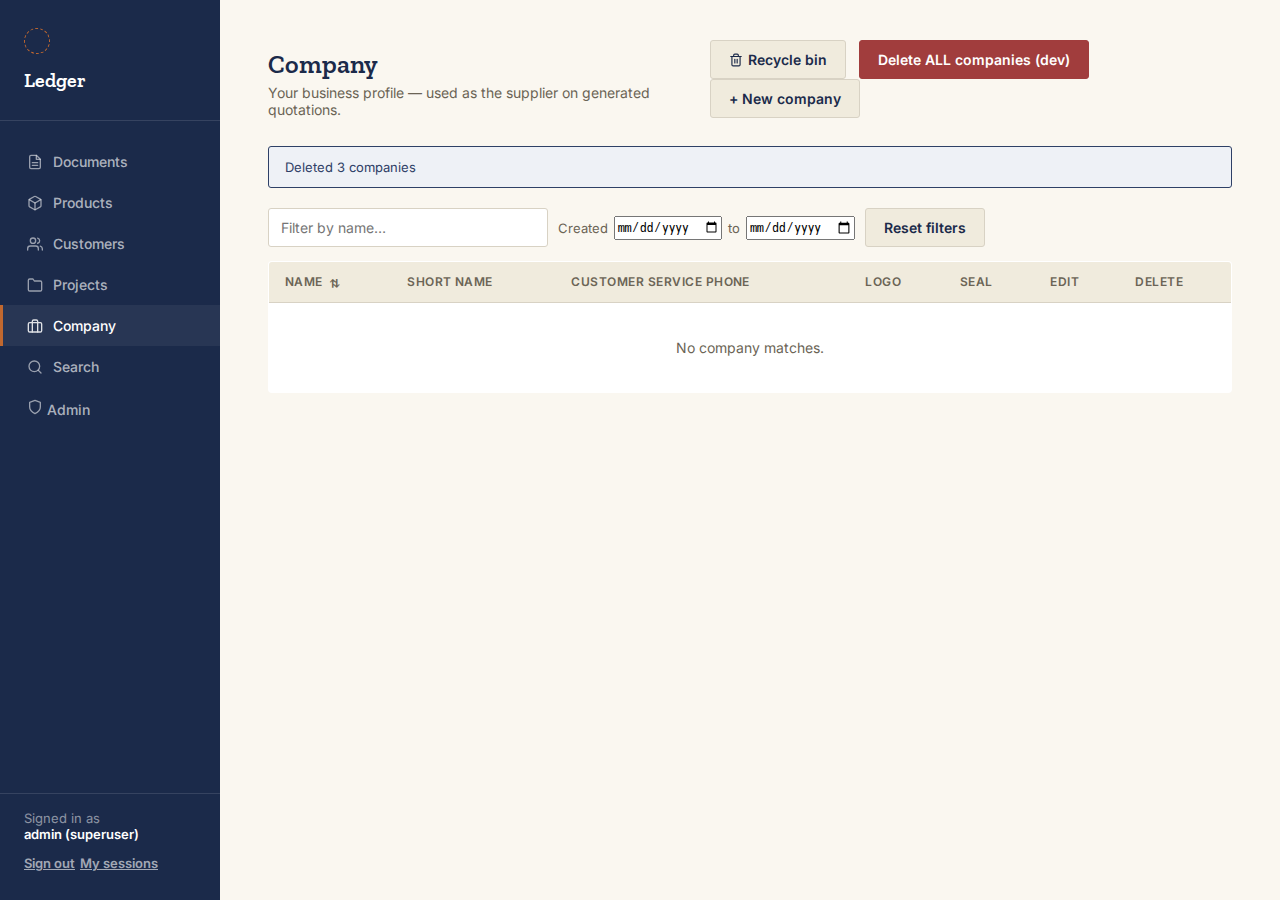 Ledger
Documents
Products
Customers
Projects
Company
Search
Admin
Signed in as
admin (superuser)
Sign out My sessions
Company
Your business profile — used as the supplier on generated
quotations.
Recycle bin
Delete ALL companies (dev)
+ New company
Deleted 3 companies
Filter by name...
Created mm/dd/yyyy to mm/dd/yyyy
Reset filters
NAME ⇅ SHORT NAME CUSTOMER SERVICE PHONE LOGO SEAL EDIT DELETE
No company matches.